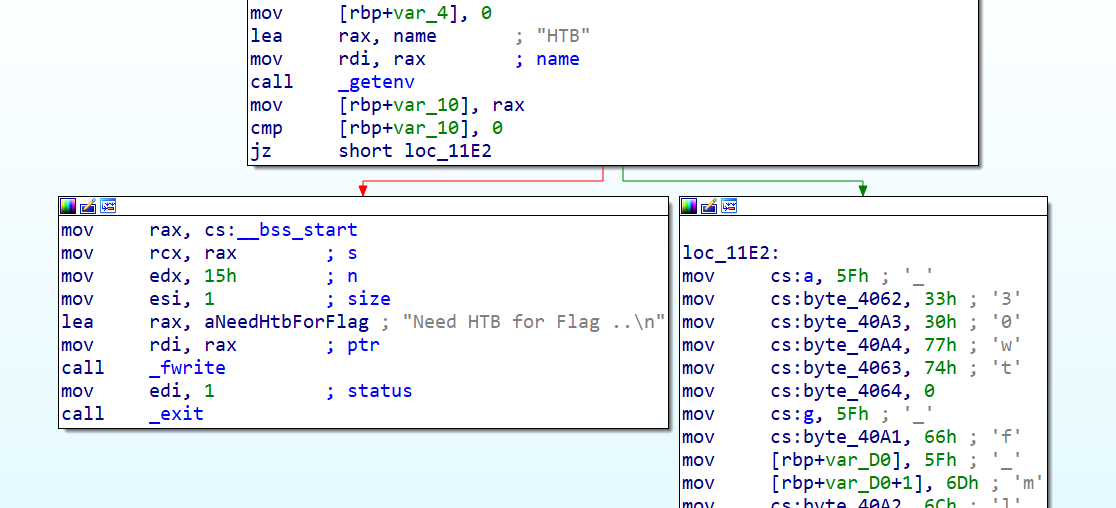 mov [rbp+var_4], 0
lea rax, name ; "HTB"
mov rdi, rax ; name
call _getenv
mov [rbp+var_10], rax
cmp [rbp+var_10], 0
jz short loc_11E2
mov rax, cs:__bss_start
mov rcx, rax ; s
mov edx, 15h ; n
mov esi, 1 ; size
lea rax, aNeedHtbForFlag ; "Need HTB for Flag ..\n"
mov rdi, rax ; ptr
call _fwrite
mov edi, 1 ; status
call _exit
loc_11E2:
mov cs:a, 5Fh ; '_'
mov cs:byte_4062, 33h ; '3'
mov cs:byte_40A3, 30h ; '0'
mov cs:byte_40A4, 77h ; 'w'
mov cs:byte_4063, 74h ; 't'
mov cs:byte_4064, 0
mov cs:g, 5Fh ; '_'
mov cs:byte_40A1, 66h ; 'f'
mov [rbp+var_D0], 5Fh ; '_'
mov [rbp+var_D0+1], 6Dh ; 'm'
mov cs:byte_40A2, 6Ch ; 'l'